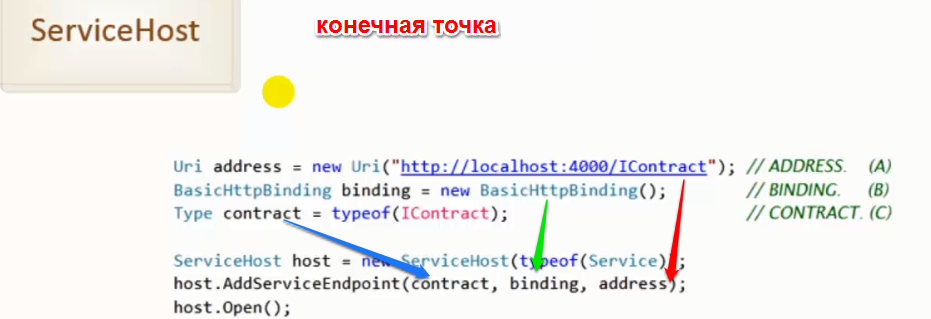 ServiceHost
конечная точка
Uri address = new Uri("http://localhost:4000/IContract"); // ADDRESS. (A)
BasicHttpBinding binding = new BasicHttpBinding(); // BINDING. (B)
Type contract = typeof(IContract); // CONTRACT. (C)
ServiceHost host = new ServiceHost(typeof(Service));
host.AddServiceEndpoint(contract, binding, address);
host.Open();